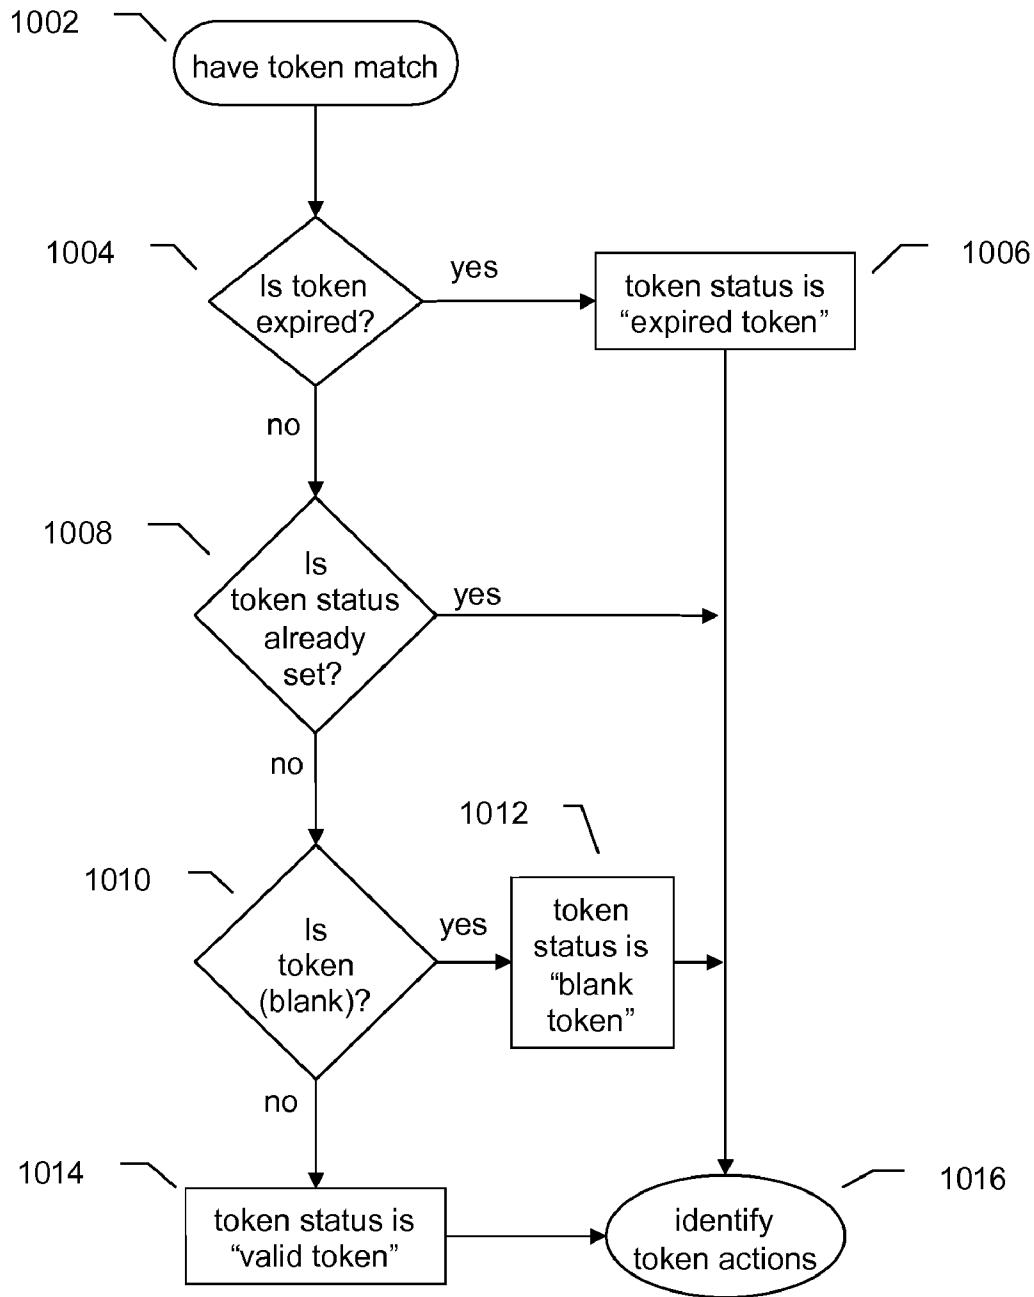 1002
have token match
1004
Is token
expired?
yes
token status is
“expired token”
1006
no
1008
Is
token status
already
set?
yes
no
1010
Is
token
(blank)?
yes
1012
token
status is
“blank
token”
no
1014
token status is
“valid token”
identify
token actions
1016